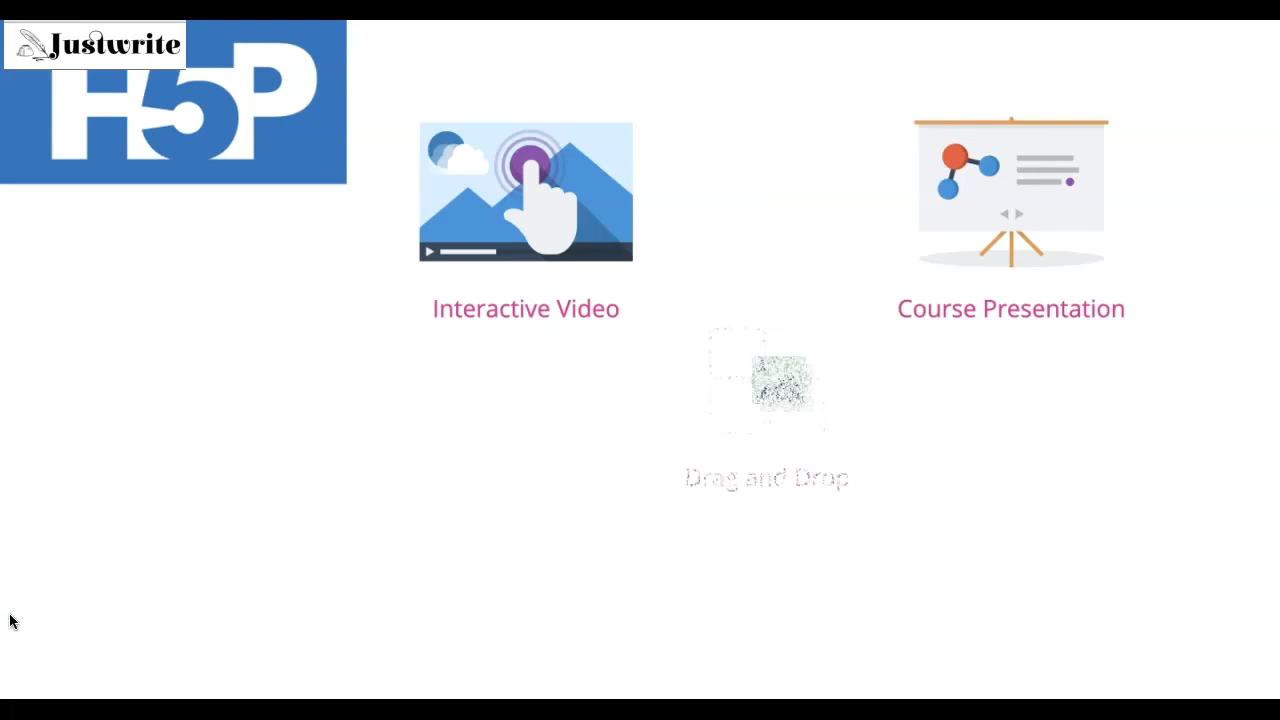 Justwrite
H5P
Interactive Video
Course Presentation
Drag and Drop